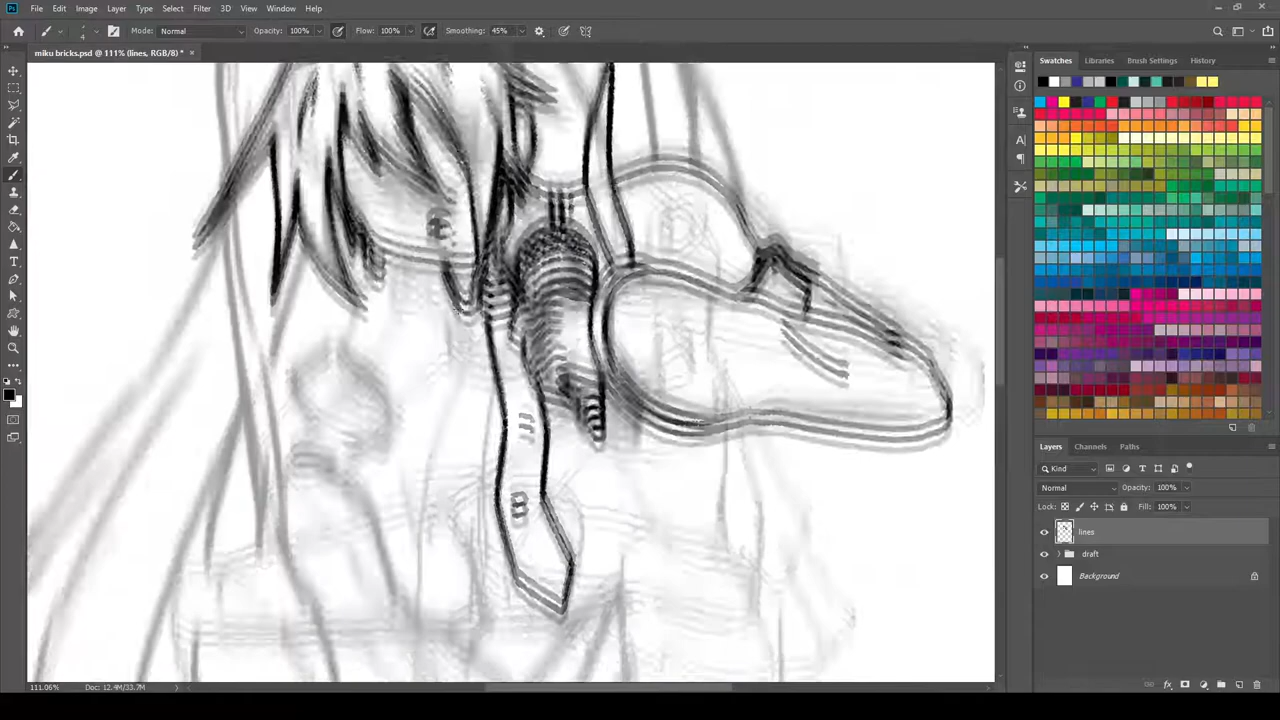 File Edit Image Layer Type Select Filter 3D View Window Help
Mode: Normal Opacity: 100% Flow: 100% Smoothing: 45%
miku bricks.psd @ 111% (lines, RGB/8) *
Swatches Libraries Brush Settings History
Layers Channels Paths
Kind
Normal Opacity: 100%
Lock: Fill: 100%
lines
draft
Background
111.06% Doc: 12.4M/33.7M